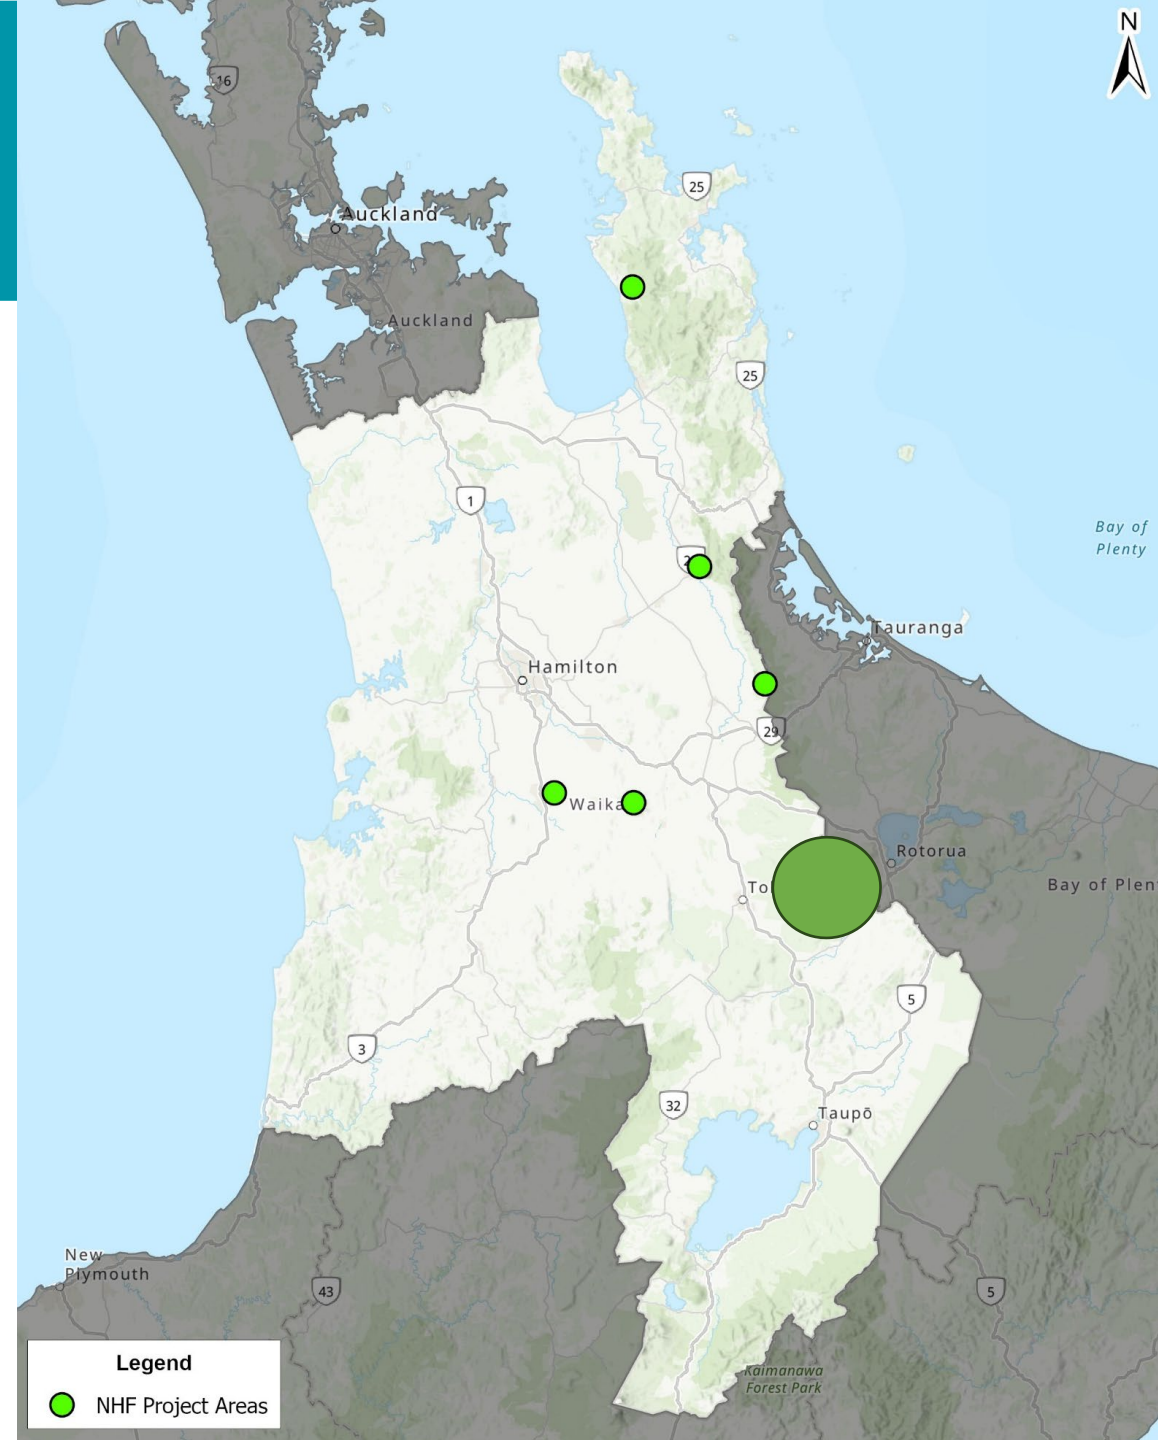 N
16
25
Auckland
Auckland
25
1
Bay of
Plenty
Tauranga
Hamilton
29
Waika
Rotorua
To
Bay of Plen
5
3
32
Taupō
New
Plymouth
43
5
Kaimanawa
Forest Park
Legend
NHF Project Areas